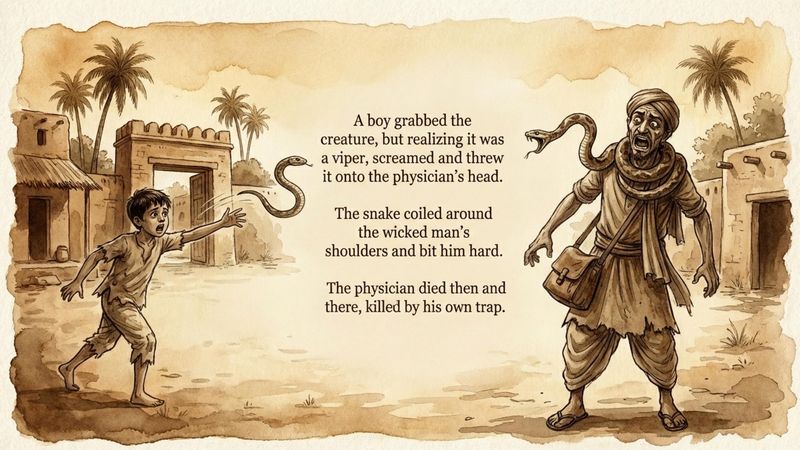 A boy grabbed the
creature, but realizing it was
a viper, screamed and threw
it onto the physician's head.
The snake coiled around
the wicked man's
shoulders and bit him hard.
The physician died then and
there, killed by his own trap.